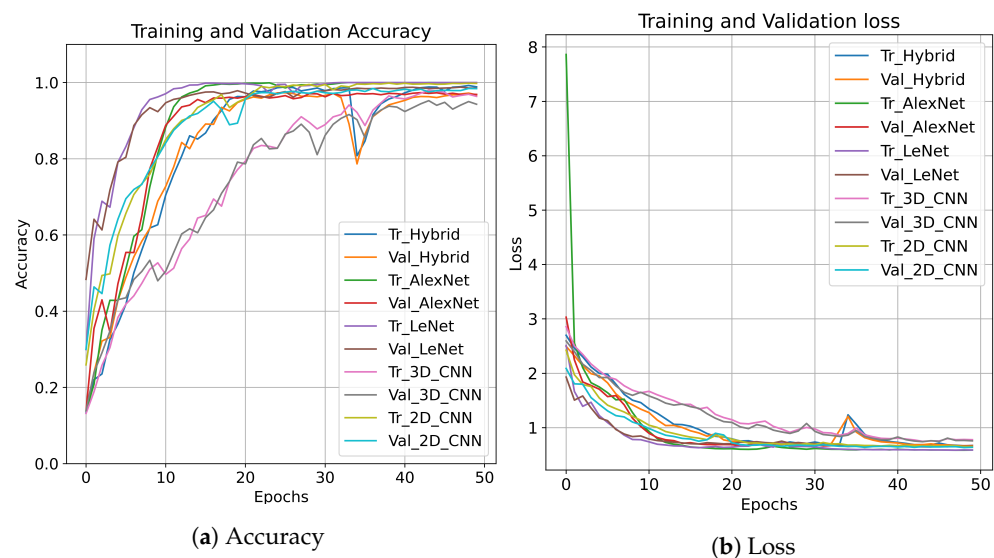 Training and Validation Accuracy
1.0
0.8
0.6
0.4
0.2
0.0
Accuracy
Tr_Hybrid
Val_Hybrid
Tr_AlexNet
Val_AlexNet
Tr_LeNet
Val_LeNet
Tr_3D_CNN
Val_3D_CNN
Tr_2D_CNN
Val_2D_CNN
0 10 20 30 40 50
Epochs
(a) Accuracy
Training and Validation loss
8
7
6
5
4
3
2
1
Loss
Tr_Hybrid
Val_Hybrid
Tr_AlexNet
Val_AlexNet
Tr_LeNet
Val_LeNet
Tr_3D_CNN
Val_3D_CNN
Tr_2D_CNN
Val_2D_CNN
0 10 20 30 40 50
Epochs
(b) Loss